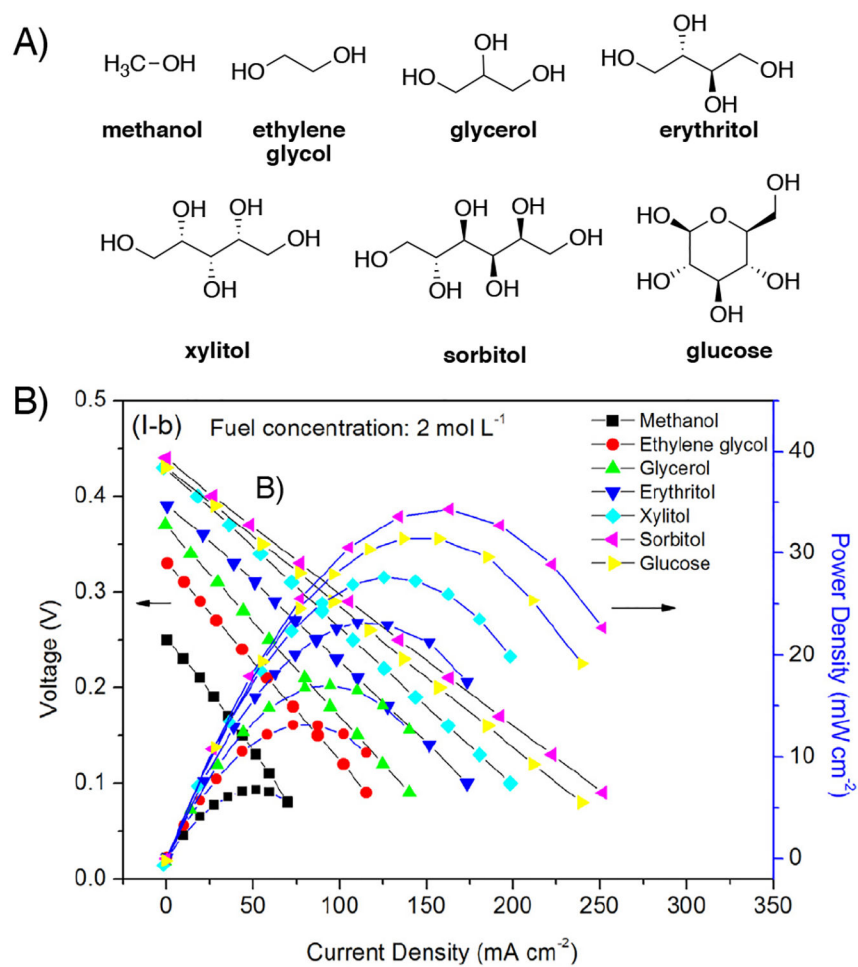 A)
H₃C–OH
HO OH
HO OH OH
HO OH OH OH
methanol
ethylene
glycol
glycerol
erythritol
HO OH OH OH OH
HO OH OH OH OH OH
HO O OH HO OH OH
xylitol
sorbitol
glucose
B)
(I-b) Fuel concentration: 2 mol L⁻¹
B)
Methanol
Ethylene glycol
Glycerol
Erythritol
Xylitol
Sorbitol
Glucose
Voltage (V)
0.5
0.4
0.3
0.2
0.1
0.0
Power Density (mW cm⁻²)
40
30
20
10
0
0 50 100 150 200 250 300 350
Current Density (mA cm⁻²)